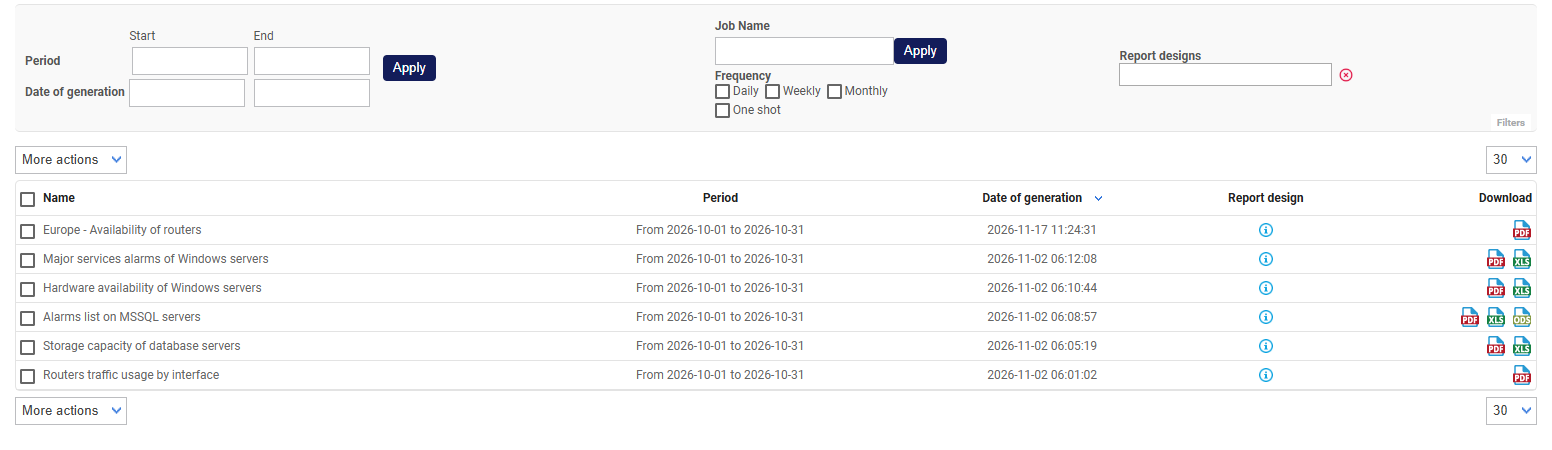 Start End
Period
Apply
Date of generation
Job Name
Apply
Frequency
Daily Weekly Monthly
One shot
Report designs
Filters
More actions 30
Name Period Date of generation Report design Download
Europe - Availability of routers From 2026-10-01 to 2026-10-31 2026-11-17 11:24:31 PDF
Major services alarms of Windows servers From 2026-10-01 to 2026-10-31 2026-11-02 06:12:08 PDF XLS
Hardware availability of Windows servers From 2026-10-01 to 2026-10-31 2026-11-02 06:10:44 PDF XLS
Alarms list on MSSQL servers From 2026-10-01 to 2026-10-31 2026-11-02 06:08:57 PDF XLS ODS
Storage capacity of database servers From 2026-10-01 to 2026-10-31 2026-11-02 06:05:19 PDF XLS
Routers traffic usage by interface From 2026-10-01 to 2026-10-31 2026-11-02 06:01:02 PDF
More actions 30